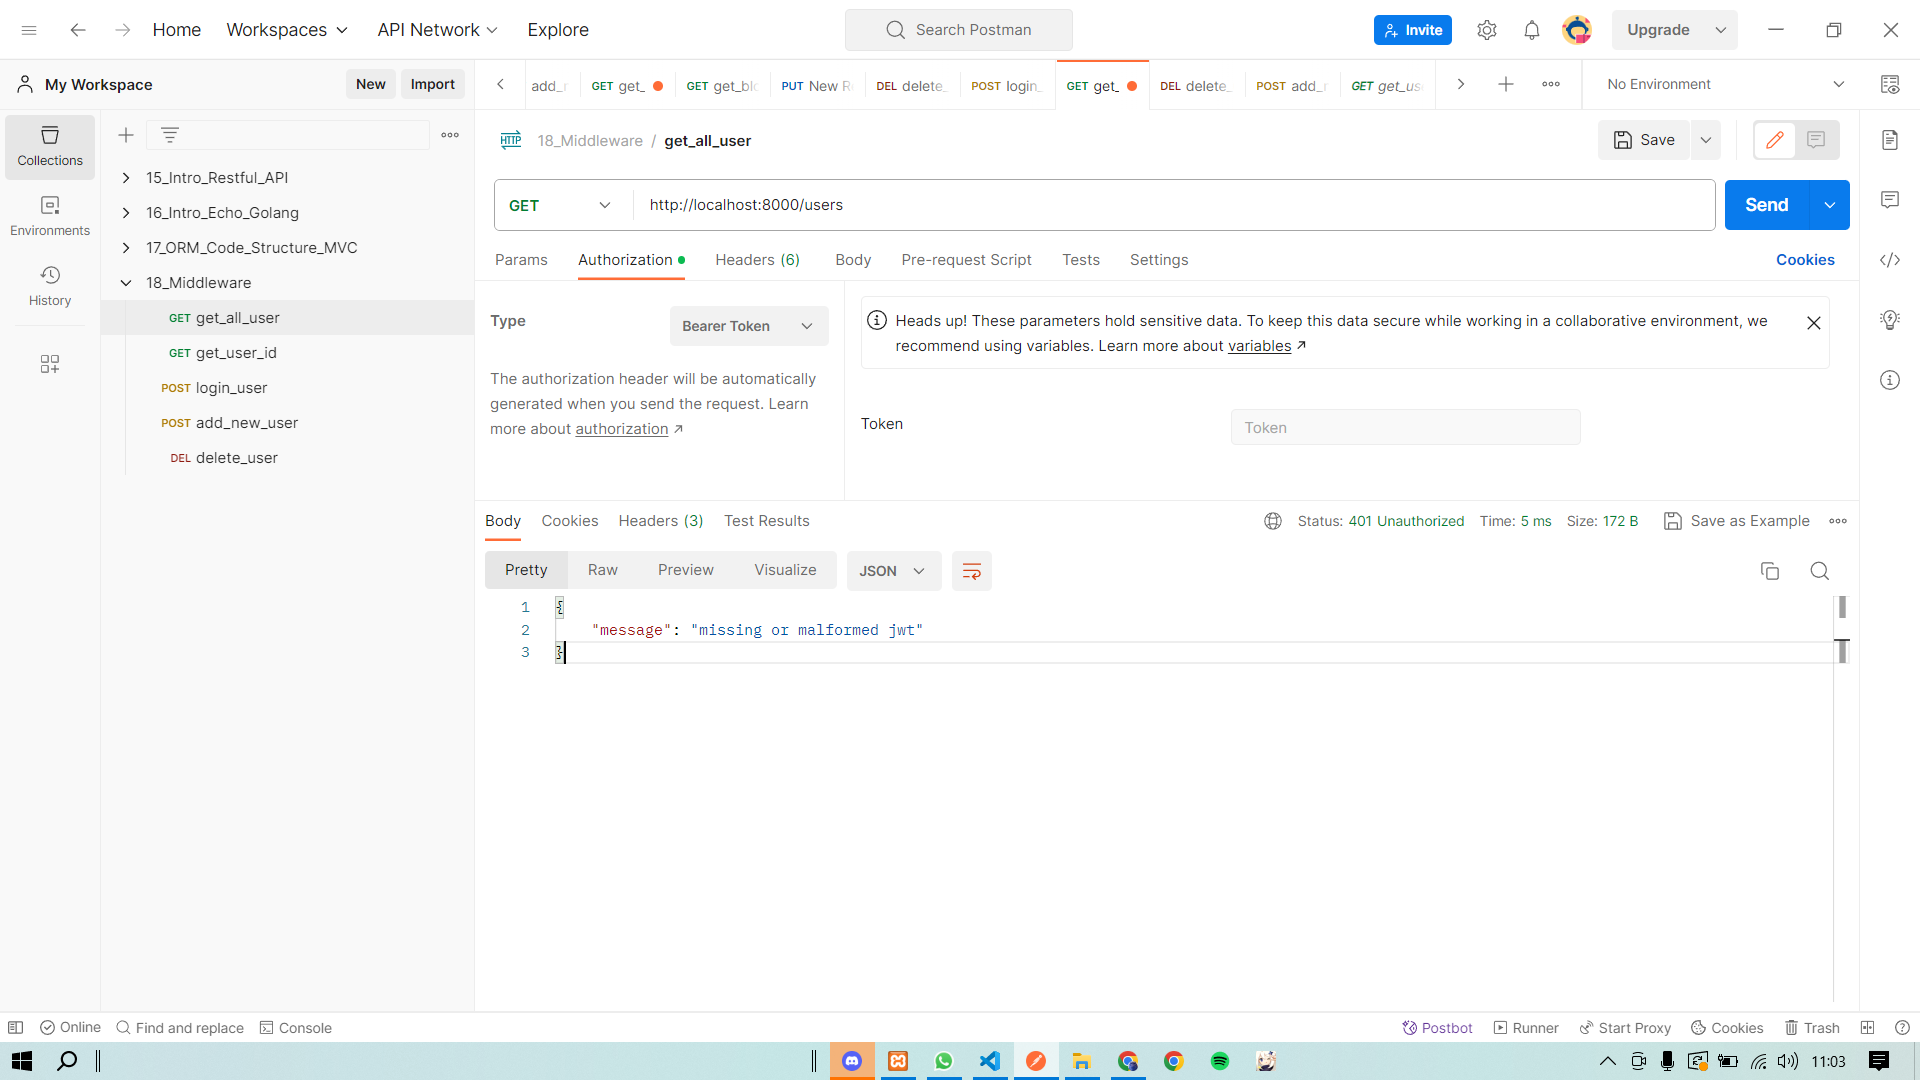 Home
Workspaces
API Network
Explore
Search Postman
Invite
Upgrade
My Workspace
New
Import
add_r
GET get_
GET get_blo
PUT New R
DEL delete_
POST login_
GET get_
DEL delete_
POST add_r
GET get_us
No Environment
Collections
Environments
History
15_Intro_Restful_API
16_Intro_Echo_Golang
17_ORM_Code_Structure_MVC
18_Middleware
GET get_all_user
GET get_user_id
POST login_user
POST add_new_user
DEL delete_user
HTTP 18_Middleware / get_all_user
Save
GET
http://localhost:8000/users
Send
Params
Authorization
Headers (6)
Body
Pre-request Script
Tests
Settings
Cookies
Type
Bearer Token
The authorization header will be automatically
generated when you send the request. Learn
more about authorization ↗
Heads up! These parameters hold sensitive data. To keep this data secure while working in a collaborative environment, we
recommend using variables. Learn more about variables ↗
Token
Token
Body
Cookies
Headers (3)
Test Results
Status: 401 Unauthorized
Time: 5 ms
Size: 172 B
Save as Example
Pretty
Raw
Preview
Visualize
JSON
1 {
2 "message": "missing or malformed jwt"
3 }
Online
Find and replace
Console
Postbot
Runner
Start Proxy
Cookies
Trash
11:03